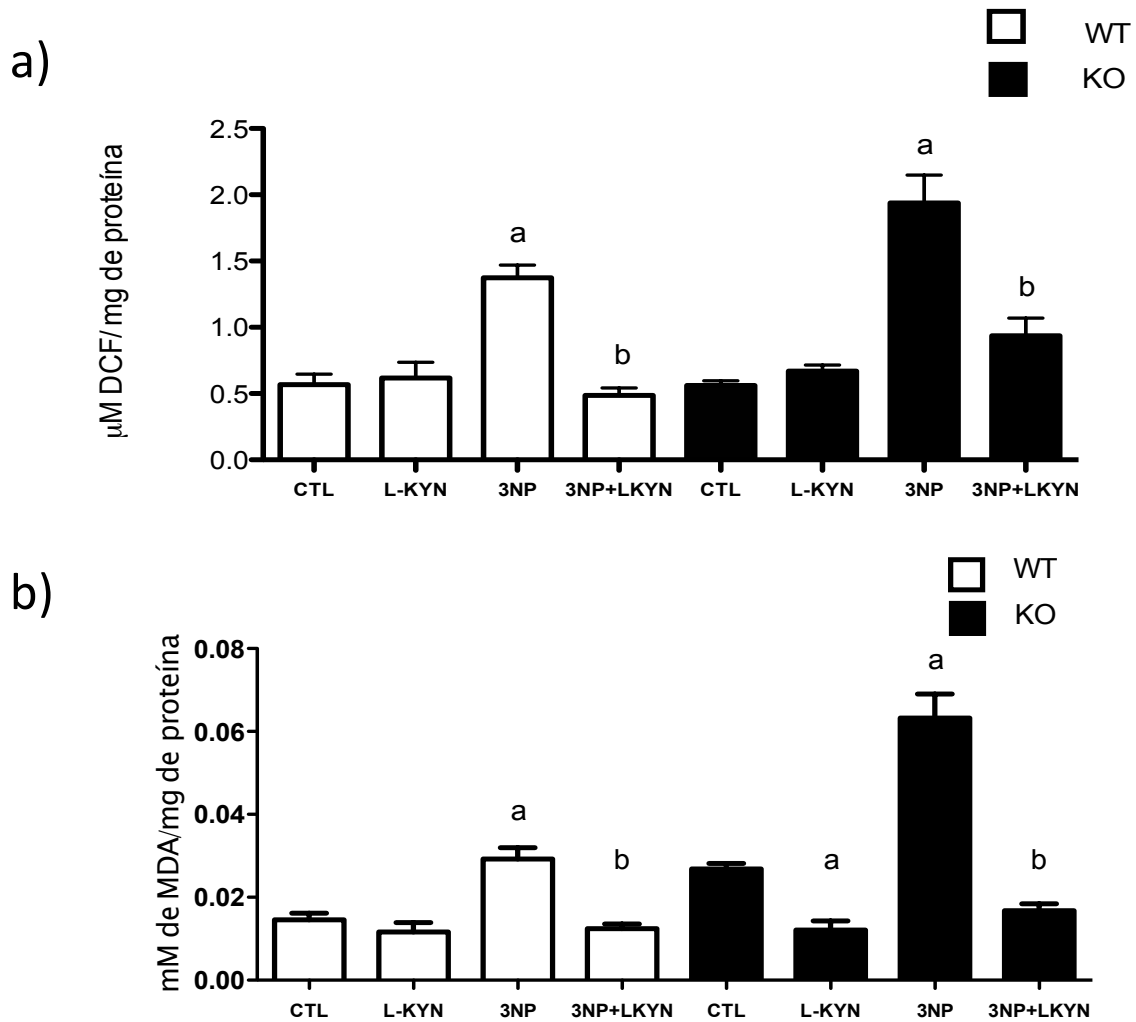 a)
WT
KO
µM DCF/mg de proteína
2.5
2.0
1.5
1.0
0.5
0.0
a
b
a
b
CTL L-KYN 3NP 3NP+LKYN CTL L-KYN 3NP 3NP+LKYN
b)
WT
KO
mM de MDA/mg de proteína
0.08
0.06
0.04
0.02
0.00
a
b
a
a
b
CTL L-KYN 3NP 3NP+LKYN CTL L-KYN 3NP 3NP+LKYN